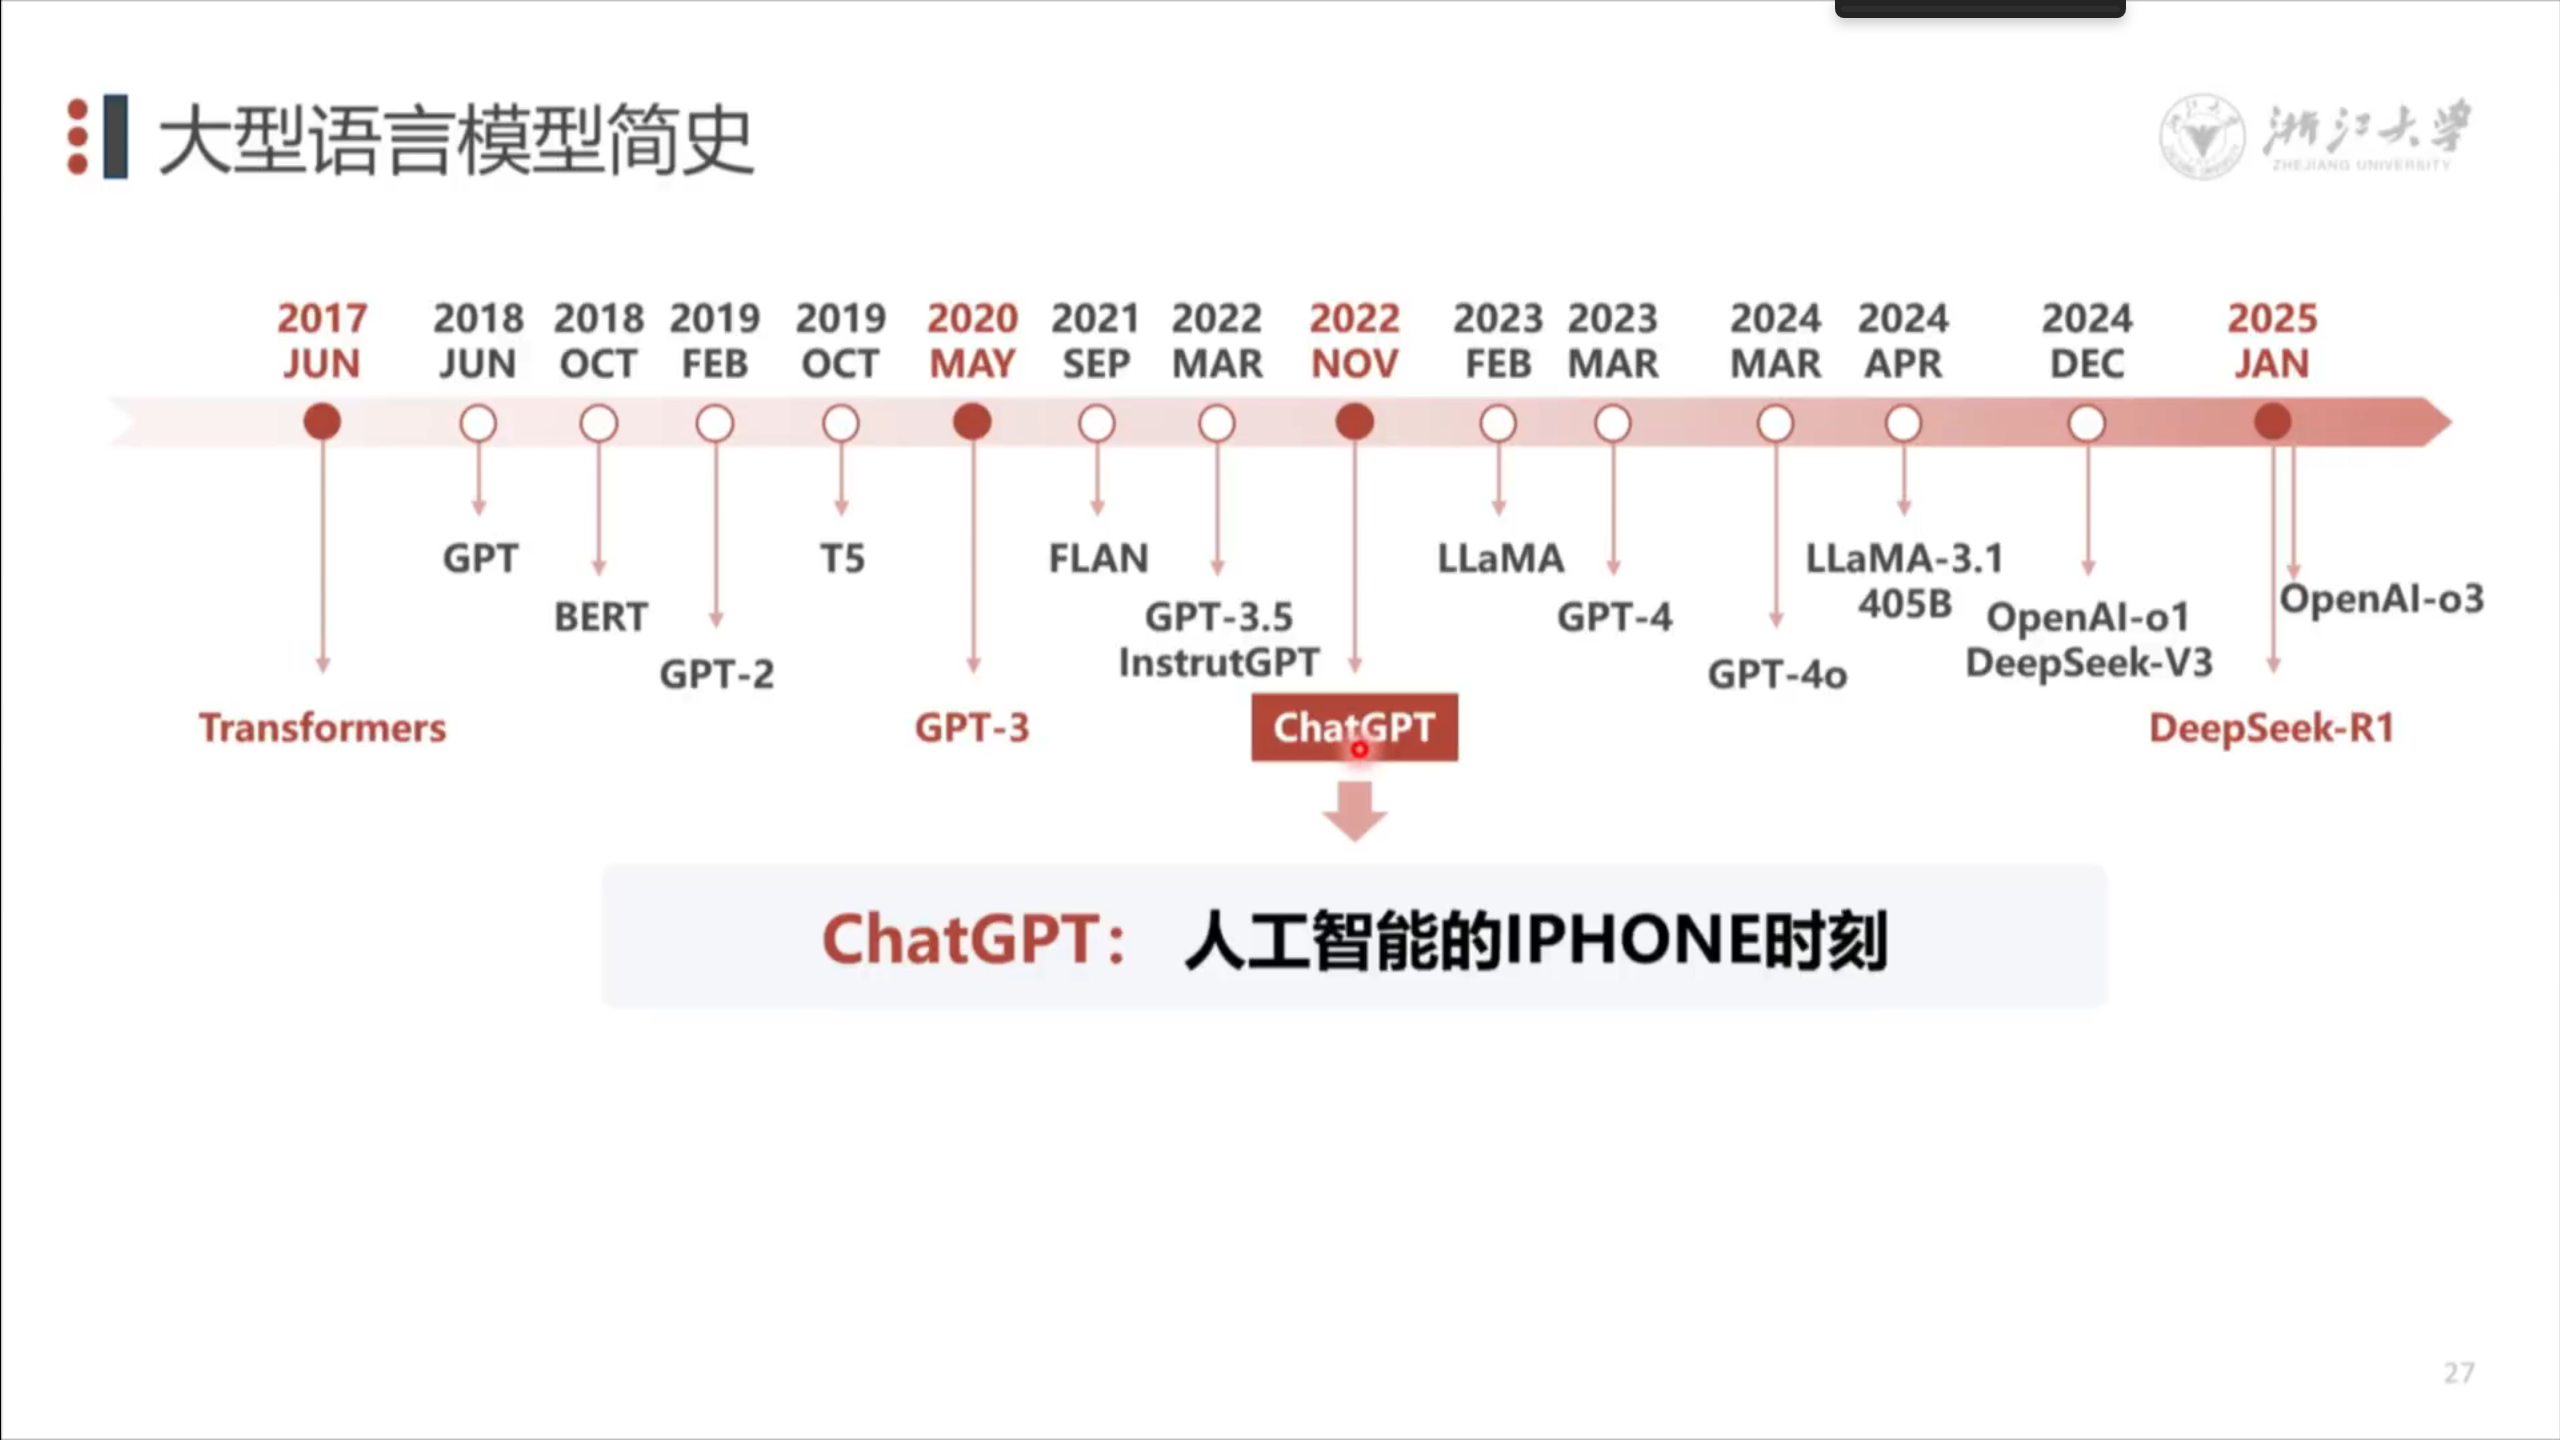 大型语言模型简史
浙江大学
ZHEJIANG UNIVERSITY
2017 JUN
2018 JUN
2018 OCT
2019 FEB
2019 OCT
2020 MAY
2021 SEP
2022 MAR
2022 NOV
2023 FEB
2023 MAR
2024 MAR
2024 APR
2024 DEC
2025 JAN
Transformers
GPT
BERT
GPT-2
T5
GPT-3
FLAN
GPT-3.5
InstrutGPT
ChatGPT
LLaMA
GPT-4
GPT-4o
LLaMA-3.1
405B
OpenAI-o1
DeepSeek-V3
OpenAI-o3
DeepSeek-R1
ChatGPT： 人工智能的IPHONE时刻
27